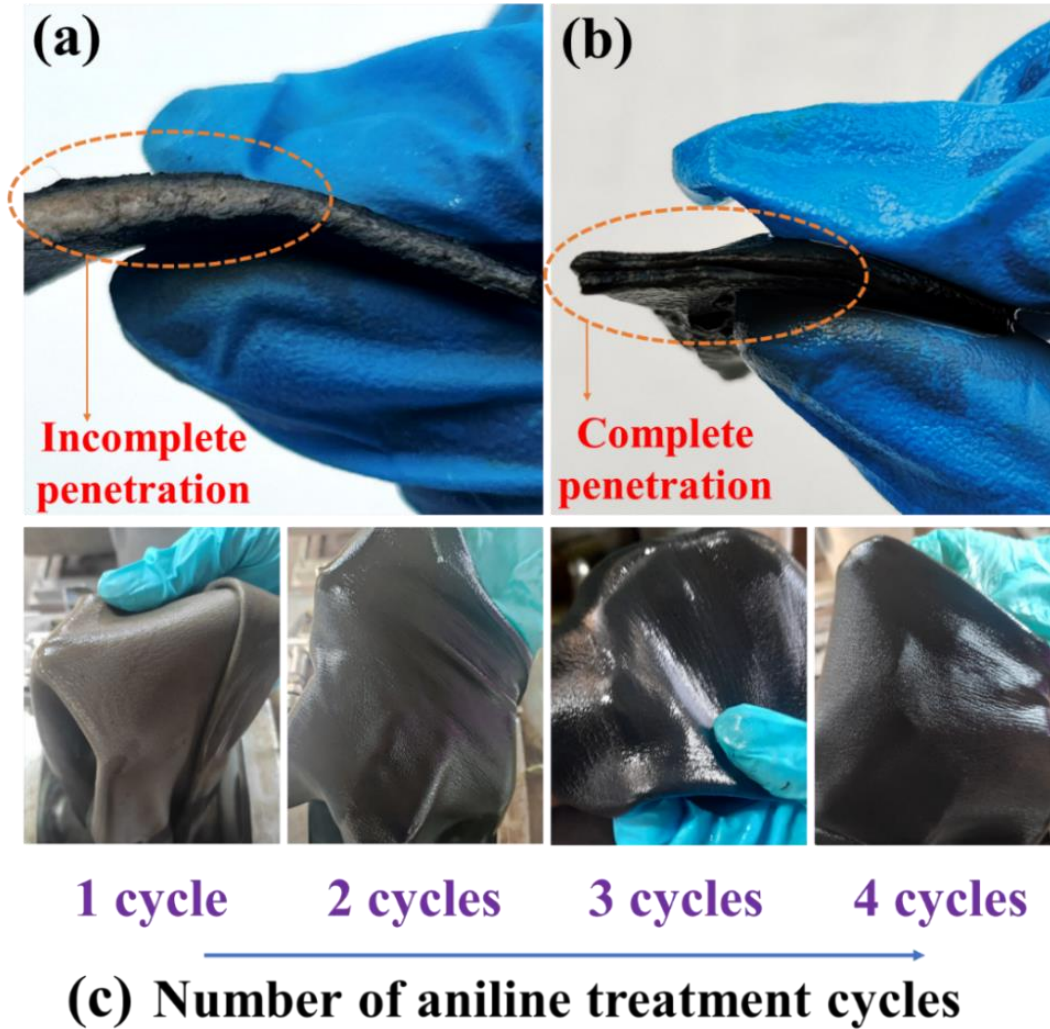 (a)
(b)
Incomplete
penetration
Complete
penetration
1 cycle
2 cycles
3 cycles
4 cycles
(c) Number of aniline treatment cycles